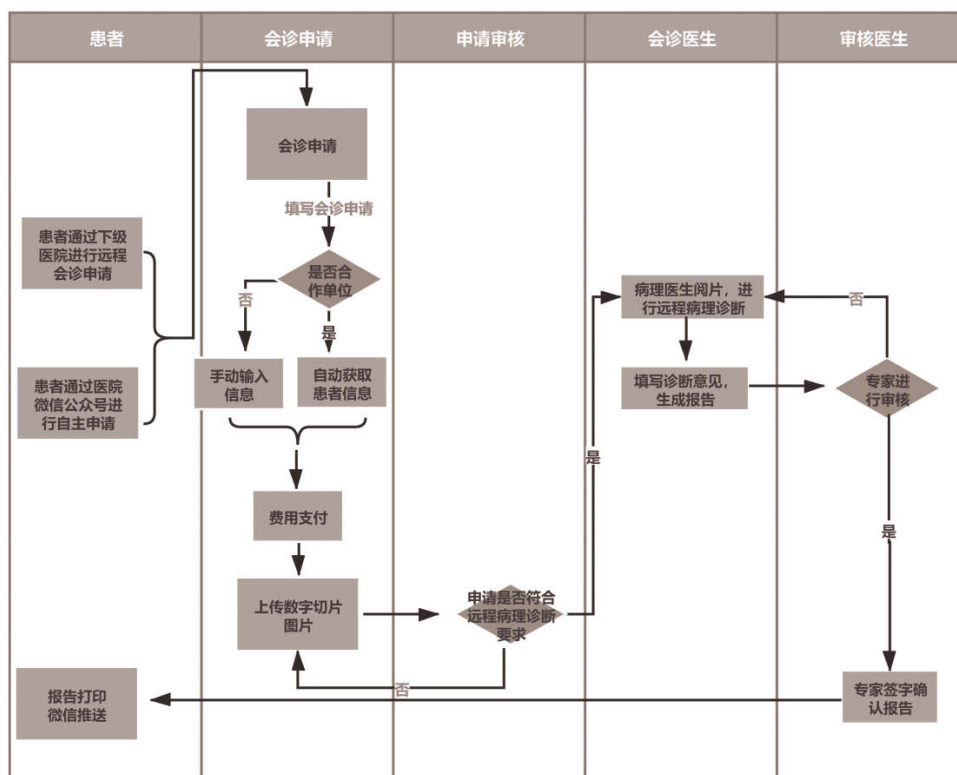 患者
会诊申请
申请审核
会诊医生
审核医生
会诊申请
填写会诊申请
患者通过下级
医院进行远程
会诊申请
是否合
作单位
否
是
病理医生阅片，进
行远程病理诊断
否
手动输入
信息
自动获取
患者信息
填写诊断意见，
生成报告
专家进
行审核
患者通过医院
微信公众号进
行自主申请
是
费用支付
是
上传数字切片
图片
申请是否符合
远程病理诊断
要求
否
报告打印
微信推送
专家签字确
认报告